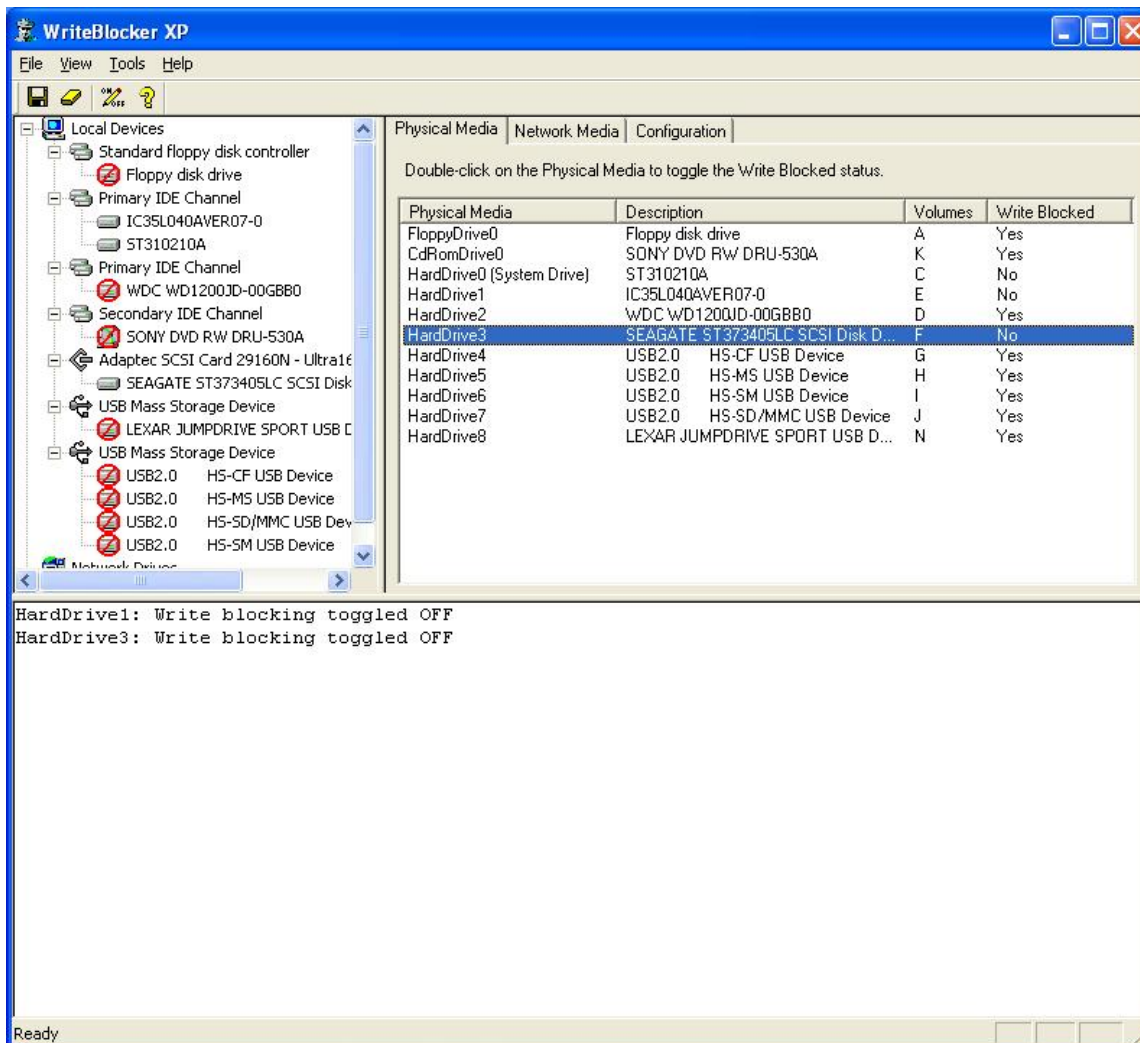 WriteBlocker XP
File View Tools Help
Local Devices
Standard floppy disk controller
Floppy disk drive
Primary IDE Channel
IC35L040AVER07-0
ST310210A
Primary IDE Channel
WDC WD1200JD-00GBB0
Secondary IDE Channel
SONY DVD RW DRU-530A
Adaptec SCSI Card 29160N - Ultra16
SEAGATE ST373405LC SCSI Disk
USB Mass Storage Device
LEXAR JUMPDRIVE SPORT USB D
USB Mass Storage Device
USB2.0 HS-CF USB Device
USB2.0 HS-MS USB Device
USB2.0 HS-SD/MMC USB Dev
USB2.0 HS-SM USB Device
Network Drives
Physical Media Network Media Configuration
Double-click on the Physical Media to toggle the Write Blocked status.
Physical Media Description Volumes Write Blocked
FloppyDrive0 Floppy disk drive A Yes
CdRomDrive0 SONY DVD RW DRU-530A K Yes
HardDrive0 (System Drive) ST310210A C No
HardDrive1 IC35L040AVER07-0 E No
HardDrive2 WDC WD1200JD-00GBB0 D Yes
HardDrive3 SEAGATE ST373405LC SCSI Disk D... F No
HardDrive4 USB2.0 HS-CF USB Device G Yes
HardDrive5 USB2.0 HS-MS USB Device H Yes
HardDrive6 USB2.0 HS-SM USB Device I Yes
HardDrive7 USB2.0 HS-SD/MMC USB Device J Yes
HardDrive8 LEXAR JUMPDRIVE SPORT USB D... N Yes
HardDrive1: Write blocking toggled OFF
HardDrive3: Write blocking toggled OFF
Ready